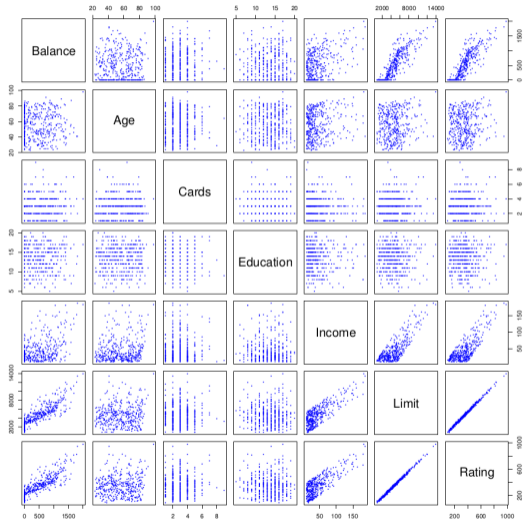 20 40 60 80 100 5 10 15 20 2000 8000 14000
Balance 0 500 1500
20 40 60 80 100 Age
Cards 2 4 6 8
5 10 15 20 Education
Income 50 100 150
2000 8000 14000 Limit
Rating 200 600 1000
0 500 1500 2 4 6 8 50 100 150 200 600 1000